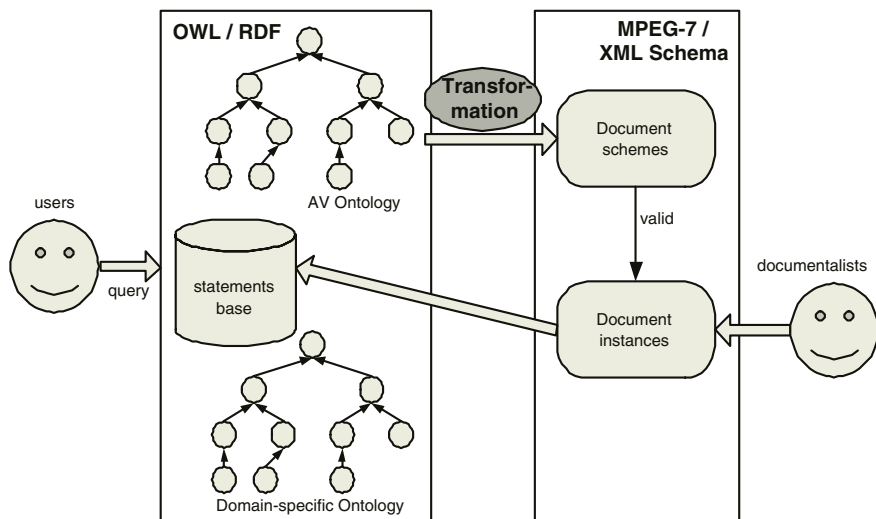 OWL / RDF
MPEG-7 /
XML Schema
Transfor-
mation
Document
schemes
AV Ontology
users
valid
query
statements
base
documentalists
Document
instances
Domain-specific Ontology